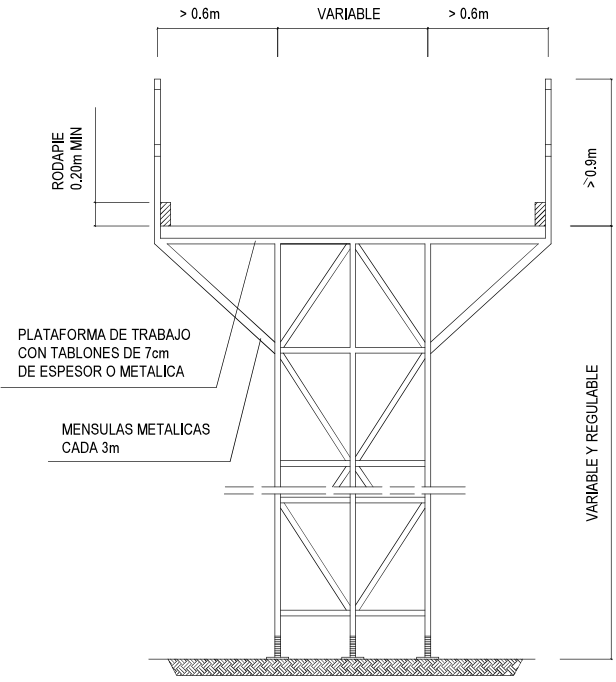 > 0.6m
VARIABLE
> 0.6m
RODAPIE
0.20m MIN
>0.9m
PLATAFORMA DE TRABAJO
CON TABLONES DE 7cm
DE ESPESOR O METALICA
MENSULAS METALICAS
CADA 3m
VARIABLE Y REGULABLE